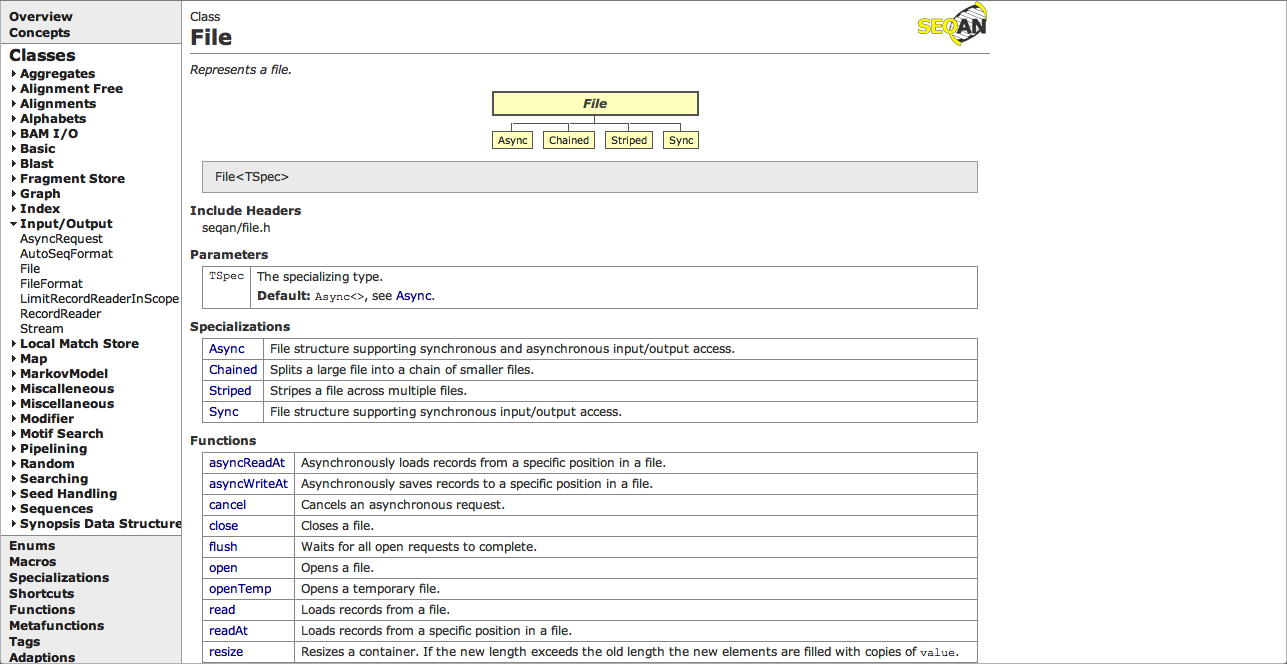 Overview
Concepts
Classes
Aggregates
Alignment Free
Alignments
Alphabets
BAM I/O
Basic
Blast
Fragment Store
Graph
Index
Input/Output
AsyncRequest
AutoSeqFormat
File
FileFormat
LimitRecordReaderInScope
RecordReader
Stream
Local Match Store
Map
MarkovModel
Miscalleneous
Miscellaneous
Modifier
Motif Search
Pipelining
Random
Searching
Seed Handling
Sequences
Synopsis Data Structure
Enums
Macros
Specializations
Shortcuts
Functions
Metafunctions
Tags
Adaptions
Class
File
SEQAN
Represents a file.
File
Async Chained Striped Sync
File<TSpec>
Include Headers
seqan/file.h
Parameters
TSpec The specializing type.
Default: Async<>, see Async.
Specializations
Async File structure supporting synchronous and asynchronous input/output access.
Chained Splits a large file into a chain of smaller files.
Striped Stripes a file across multiple files.
Sync File structure supporting synchronous input/output access.
Functions
asyncReadAt Asynchronously loads records from a specific position in a file.
asyncWriteAt Asynchronously saves records to a specific position in a file.
cancel Cancels an asynchronous request.
close Closes a file.
flush Waits for all open requests to complete.
open Opens a file.
openTemp Opens a temporary file.
read Loads records from a file.
readAt Loads records from a specific position in a file.
resize Resizes a container. If the new length exceeds the old length the new elements are filled with copies of value.